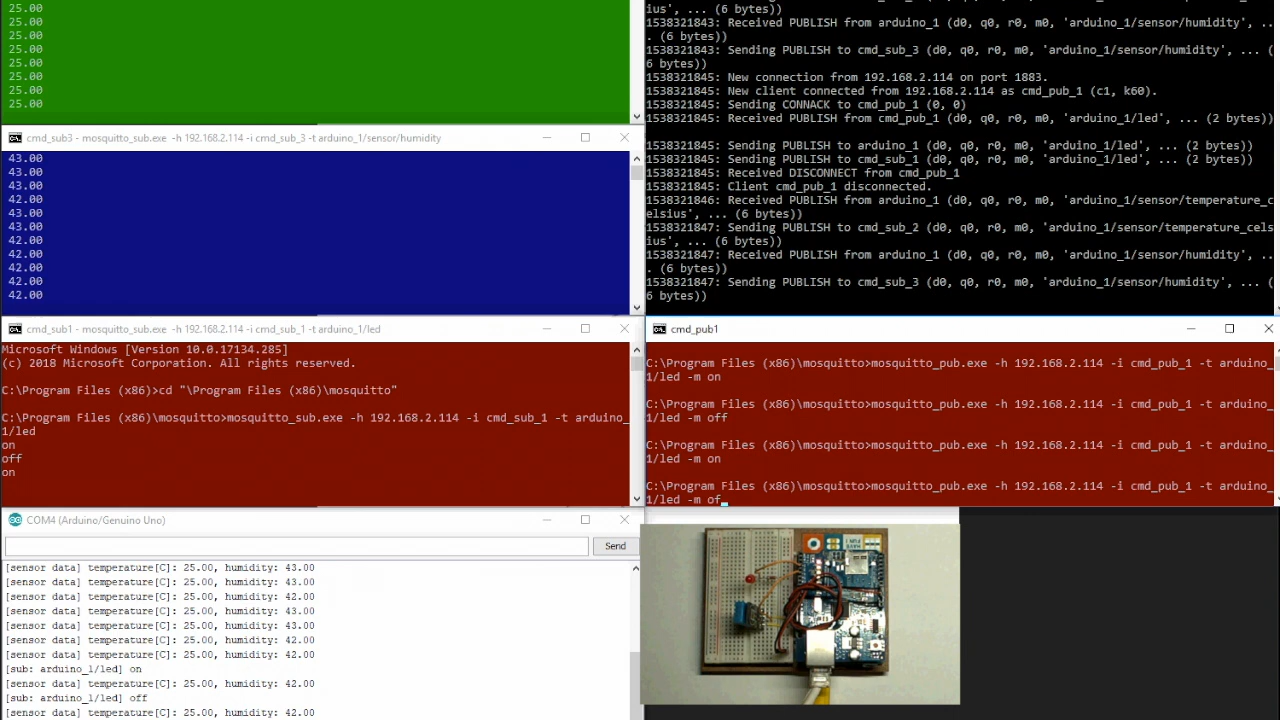 25.00
25.00
25.00
25.00
25.00
25.00
25.00
25.00
cmd_sub3 - mosquitto_sub.exe -h 192.168.2.114 -i cmd_sub_3 -t arduino_1/sensor/humidity
43.00
43.00
43.00
42.00
43.00
43.00
42.00
42.00
42.00
42.00
42.00
cmd_sub1 - mosquitto_sub.exe -h 192.168.2.114 -i cmd_sub_1 -t arduino_1/led
Microsoft Windows [Version 10.0.17134.285]
(c) 2018 Microsoft Corporation. All rights reserved.
C:\Program Files (x86)>cd "\Program Files (x86)\mosquitto"
C:\Program Files (x86)\mosquitto>mosquitto_sub.exe -h 192.168.2.114 -i cmd_sub_1 -t arduino_
1/led
on
off
on
COM4 (Arduino/Genuino Uno)
Send
[sensor data] temperature[C]: 25.00, humidity: 43.00
[sensor data] temperature[C]: 25.00, humidity: 43.00
[sensor data] temperature[C]: 25.00, humidity: 42.00
[sensor data] temperature[C]: 25.00, humidity: 43.00
[sensor data] temperature[C]: 25.00, humidity: 43.00
[sensor data] temperature[C]: 25.00, humidity: 42.00
[sensor data] temperature[C]: 25.00, humidity: 42.00
[sub: arduino_1/led] on
[sensor data] temperature[C]: 25.00, humidity: 42.00
[sub: arduino_1/led] off
[sensor data] temperature[C]: 25.00, humidity: 42.00
sius', ... (6 bytes))
1538321843: Received PUBLISH from arduino_1 (d0, q0, r0, m0, 'arduino_1/sensor/humidity', ..
. (6 bytes))
1538321843: Sending PUBLISH to cmd_sub_3 (d0, q0, r0, m0, 'arduino_1/sensor/humidity', ... (
6 bytes))
1538321845: New connection from 192.168.2.114 on port 1883.
1538321845: New client connected from 192.168.2.114 as cmd_pub_1 (c1, k60).
1538321845: Sending CONNACK to cmd_pub_1 (0, 0)
1538321845: Received PUBLISH from cmd_pub_1 (d0, q0, r0, m0, 'arduino_1/led', ... (2 bytes))
1538321845: Sending PUBLISH to arduino_1 (d0, q0, r0, m0, 'arduino_1/led', ... (2 bytes))
1538321845: Sending PUBLISH to cmd_sub_1 (d0, q0, r0, m0, 'arduino_1/led', ... (2 bytes))
1538321845: Received DISCONNECT from cmd_pub_1
1538321845: Client cmd_pub_1 disconnected.
1538321846: Received PUBLISH from arduino_1 (d0, q0, r0, m0, 'arduino_1/sensor/temperature_c
elsius', ... (6 bytes))
1538321847: Sending PUBLISH to cmd_sub_2 (d0, q0, r0, m0, 'arduino_1/sensor/temperature_cels
ius', ... (6 bytes))
1538321847: Received PUBLISH from arduino_1 (d0, q0, r0, m0, 'arduino_1/sensor/humidity', ..
. (6 bytes))
1538321847: Sending PUBLISH to cmd_sub_3 (d0, q0, r0, m0, 'arduino_1/sensor/humidity', ... (
6 bytes))
cmd_pub1
C:\Program Files (x86)\mosquitto>mosquitto_pub.exe -h 192.168.2.114 -i cmd_pub_1 -t arduino_
1/led -m on
C:\Program Files (x86)\mosquitto>mosquitto_pub.exe -h 192.168.2.114 -i cmd_pub_1 -t arduino_
1/led -m off
C:\Program Files (x86)\mosquitto>mosquitto_pub.exe -h 192.168.2.114 -i cmd_pub_1 -t arduino_
1/led -m on
C:\Program Files (x86)\mosquitto>mosquitto_pub.exe -h 192.168.2.114 -i cmd_pub_1 -t arduino_
1/led -m of